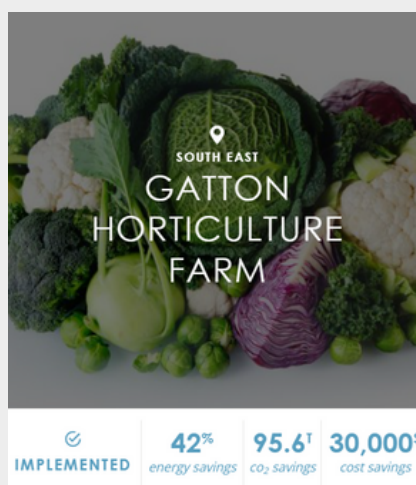 SOUTH EAST
GATTON
HORTICULTURE
FARM
42% 95.6T 30,000$
IMPLEMENTED energy savings co₂ savings cost savings